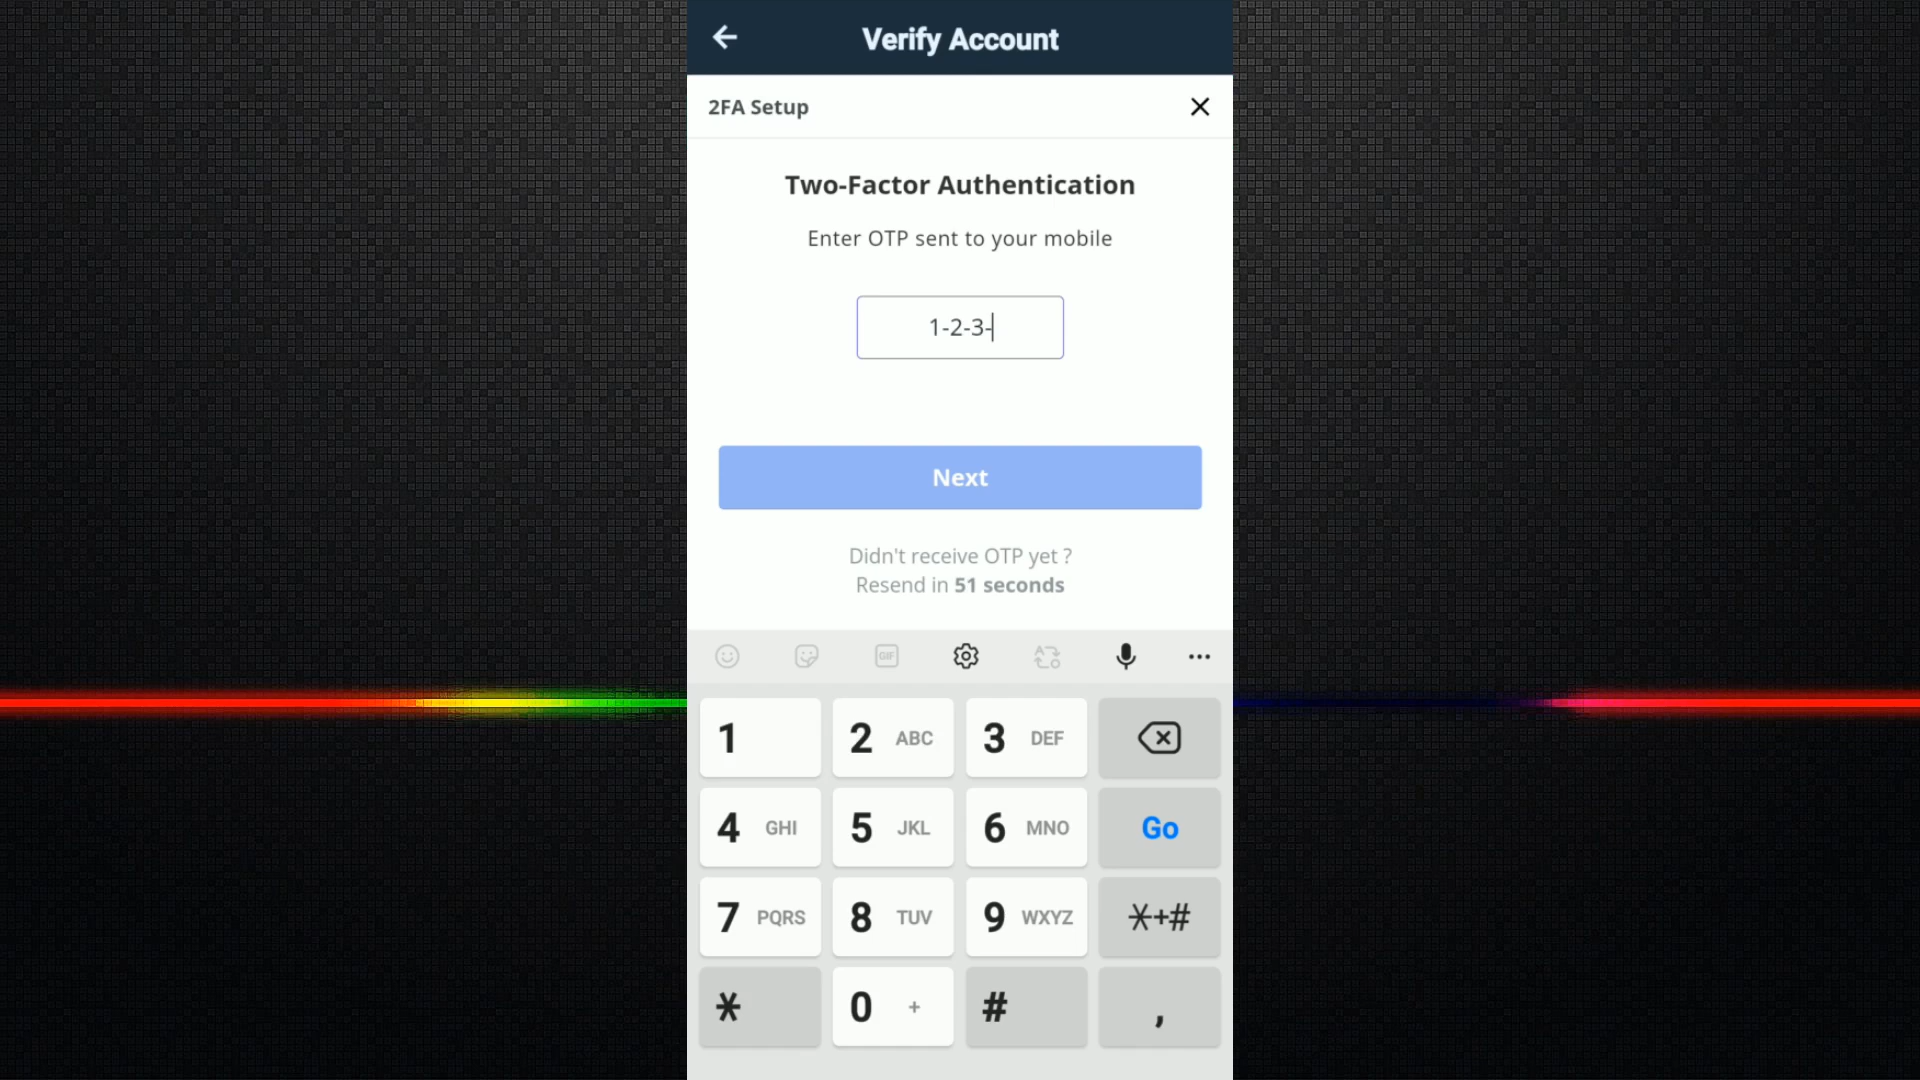 Verify Account
2FA Setup
Two-Factor Authentication
Enter OTP sent to your mobile
1-2-3-
Next
Didn't receive OTP yet ?
Resend in 51 seconds
GIF
1
2 ABC
3 DEF
4 GHI
5 JKL
6 MNO
Go
7 PQRS
8 TUV
9 WXYZ
*+#
*
0 +
#
,